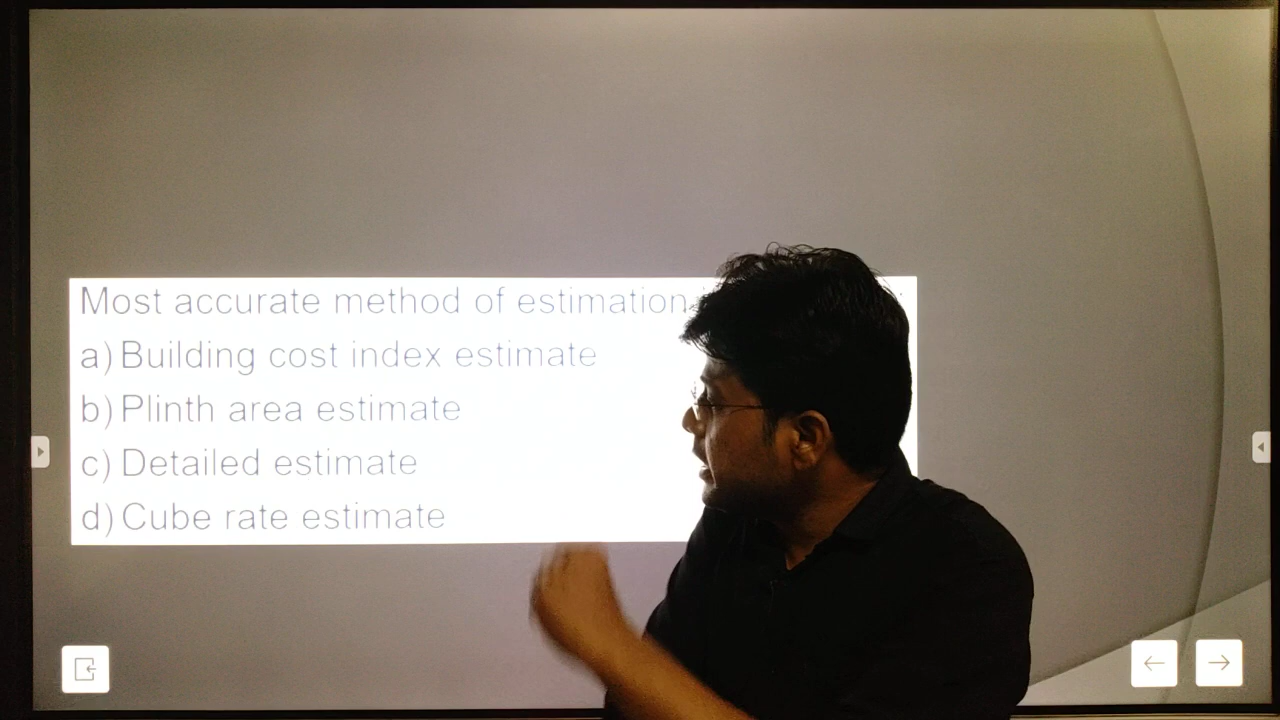 Most accurate method of estimation
a) Building cost index estimate
b) Plinth area estimate
c) Detailed estimate
d) Cube rate estimate